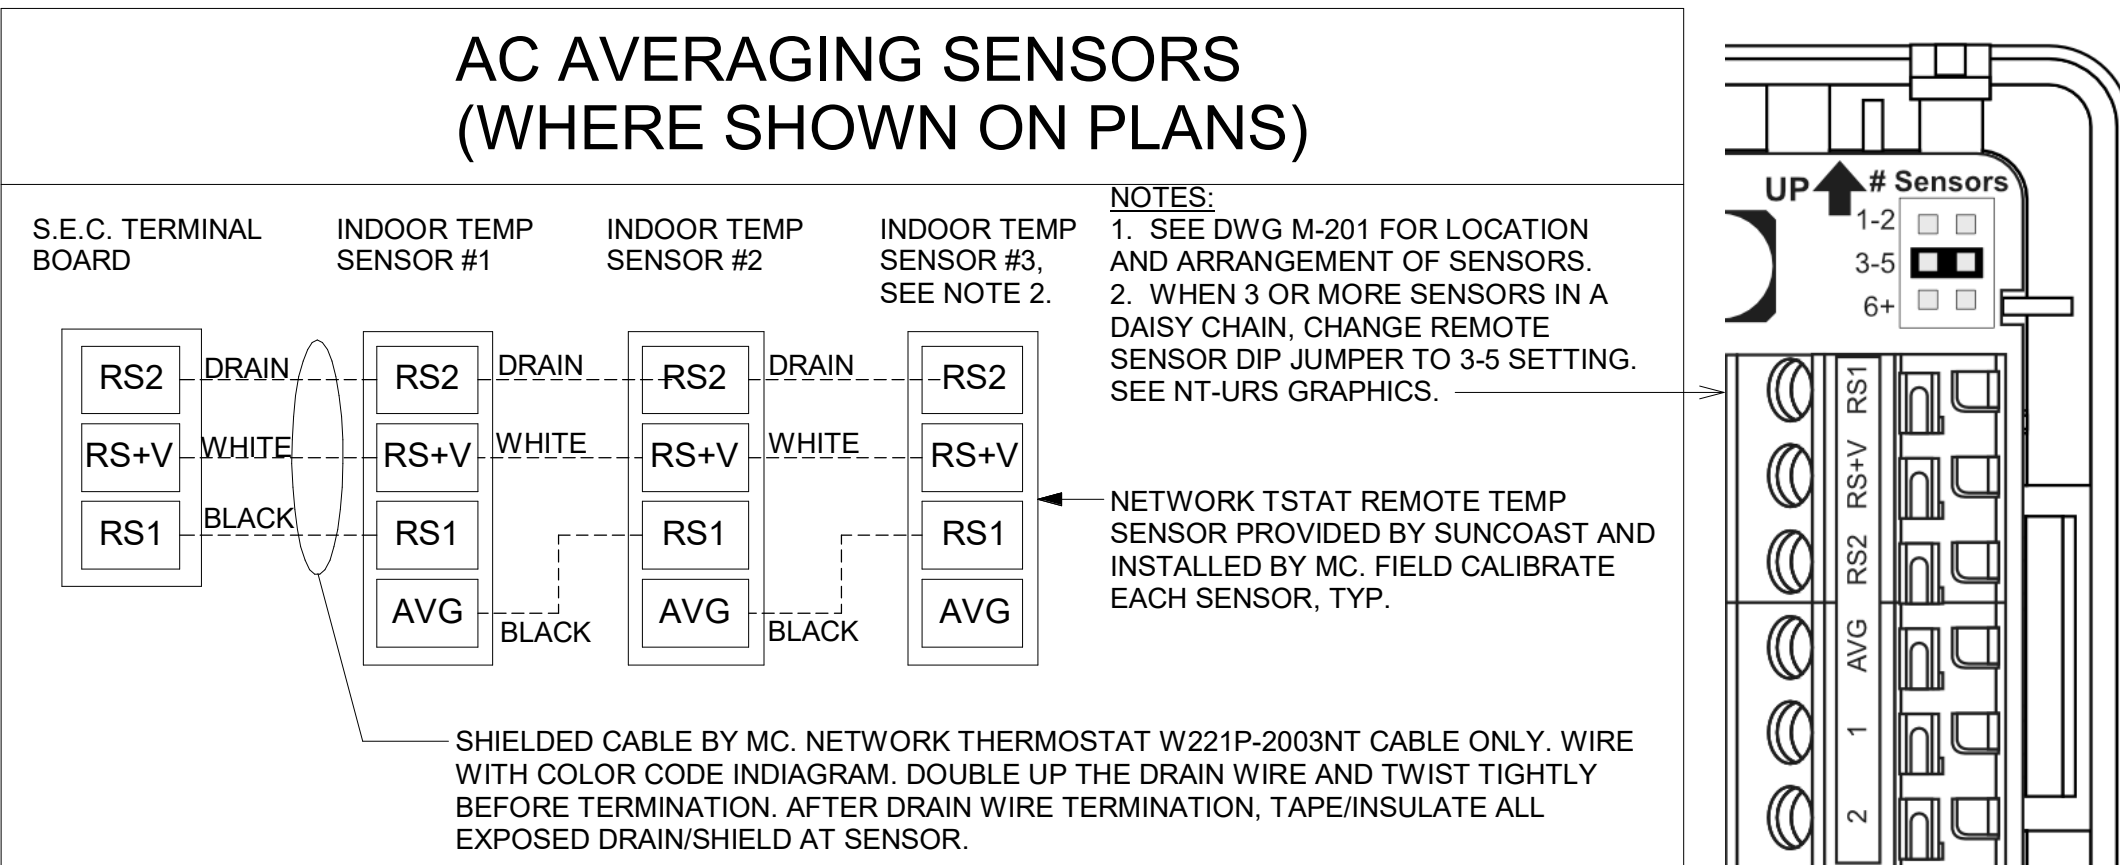 AC AVERAGING SENSORS
(WHERE SHOWN ON PLANS)
S.E.C. TERMINAL
BOARD
INDOOR TEMP
SENSOR #1
INDOOR TEMP
SENSOR #2
INDOOR TEMP
SENSOR #3,
SEE NOTE 2.
NOTES:
1. SEE DWG M-201 FOR LOCATION
AND ARRANGEMENT OF SENSORS.
2. WHEN 3 OR MORE SENSORS IN A
DAISY CHAIN, CHANGE REMOTE
SENSOR DIP JUMPER TO 3-5 SETTING.
SEE NT-URS GRAPHICS.
RS2
DRAIN
RS2
DRAIN
RS2
DRAIN
RS2
RS+V
WHITE
RS+V
WHITE
RS+V
WHITE
RS+V
RS1
BLACK
RS1
RS1
RS1
AVG
BLACK
AVG
BLACK
AVG
NETWORK TSTAT REMOTE TEMP
SENSOR PROVIDED BY SUNCOAST AND
INSTALLED BY MC. FIELD CALIBRATE
EACH SENSOR, TYP.
SHIELDED CABLE BY MC. NETWORK THERMOSTAT W221P-2003NT CABLE ONLY. WIRE
WITH COLOR CODE INDIAGRAM. DOUBLE UP THE DRAIN WIRE AND TWIST TIGHTLY
BEFORE TERMINATION. AFTER DRAIN WIRE TERMINATION, TAPE/INSULATE ALL
EXPOSED DRAIN/SHIELD AT SENSOR.
UP
# Sensors
1-2
3-5
6+
RS1
RS+V
RS2
AVG
1
2